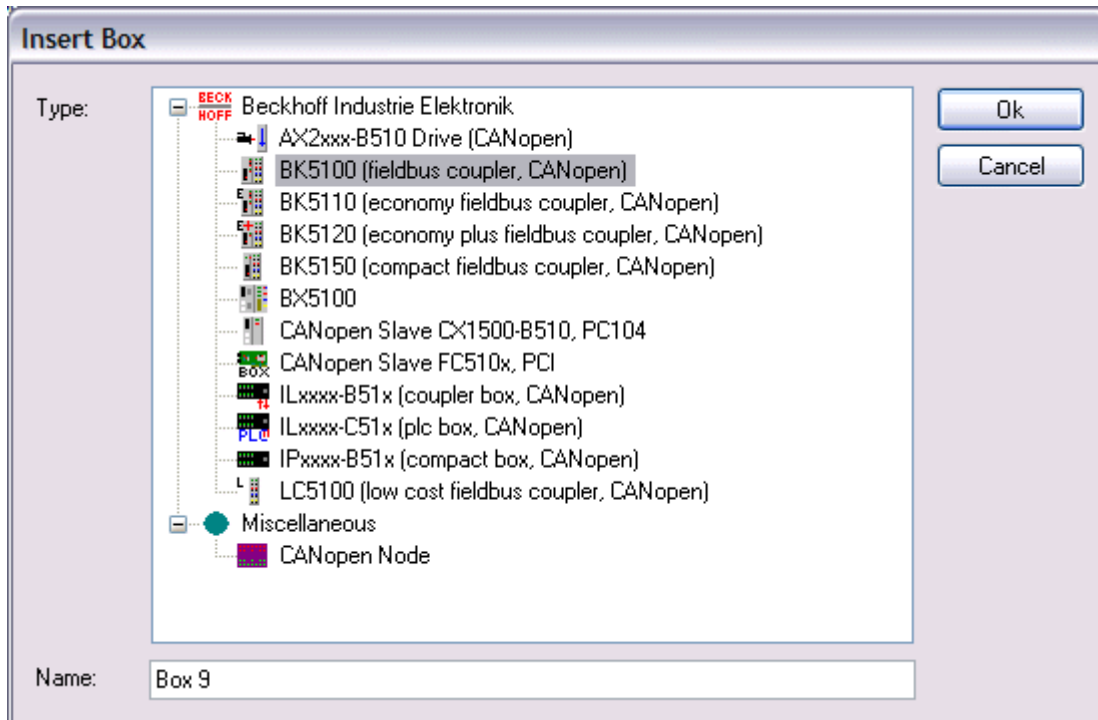 Insert Box
Type:
BECK
HOFF
Beckhoff Industrie Elektronik
AX2xxx-B510 Drive (CANopen)
BK5100 (fieldbus coupler, CANopen)
E
BK5110 (economy fieldbus coupler, CANopen)
E+
BK5120 (economy plus fieldbus coupler, CANopen)
BK5150 (compact fieldbus coupler, CANopen)
BX5100
CANopen Slave CX1500-B510, PC104
BOX
CANopen Slave FC510x, PCI
ILxxxx-B51x (coupler box, CANopen)
PLC
ILxxxx-C51x (plc box, CANopen)
IPxxxx-B51x (compact box, CANopen)
L
LC5100 (low cost fieldbus coupler, CANopen)
Miscellaneous
CANopen Node
Ok
Cancel
Name:
Box 9